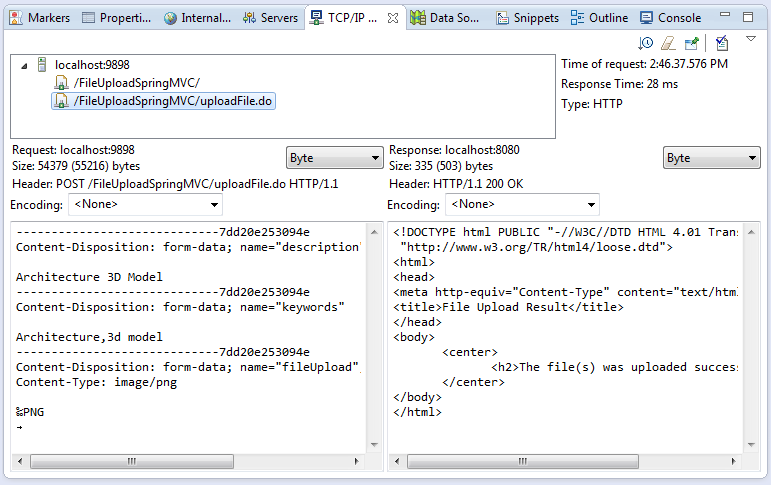 Markers Properti... Internal... Servers TCP/IP ... Data So... Snippets Outline Console
localhost:9898
/FileUploadSpringMVC/
/FileUploadSpringMVC/uploadFile.do
Time of request: 2:46.37.576 PM
Response Time: 28 ms
Type: HTTP
Request: localhost:9898
Size: 54379 (55216) bytes
Byte
Header: POST /FileUploadSpringMVC/uploadFile.do HTTP/1.1
Encoding: <None>
Response: localhost:8080
Size: 335 (503) bytes
Byte
Header: HTTP/1.1 200 OK
Encoding: <None>
-----------------------------7dd20e253094e
Content-Disposition: form-data; name="description"
Architecture 3D Model
-----------------------------7dd20e253094e
Content-Disposition: form-data; name="keywords"
Architecture,3d model
-----------------------------7dd20e253094e
Content-Disposition: form-data; name="fileUpload";
Content-Type: image/png
‰PNG
→
<!DOCTYPE html PUBLIC "-//W3C//DTD HTML 4.01 Trans
"http://www.w3.org/TR/html4/loose.dtd">
<html>
<head>
<meta http-equiv="Content-Type" content="text/html
<title>File Upload Result</title>
</head>
<body>
<center>
<h2>The file(s) was uploaded success
</center>
</body>
</html>